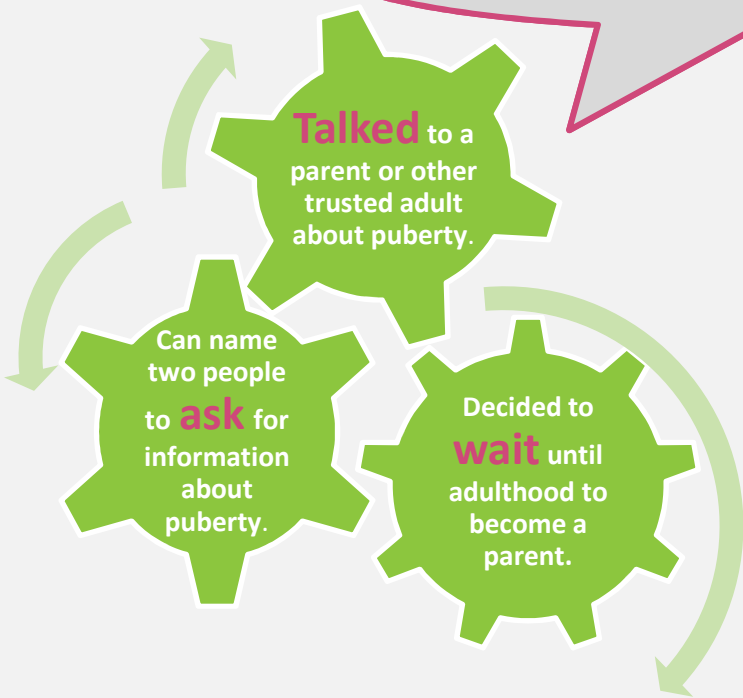 Talked to a
parent or other
trusted adult
about puberty.
Can name
two people
to ask for
information
about
puberty.
Decided to
wait until
adulthood to
become a
parent.